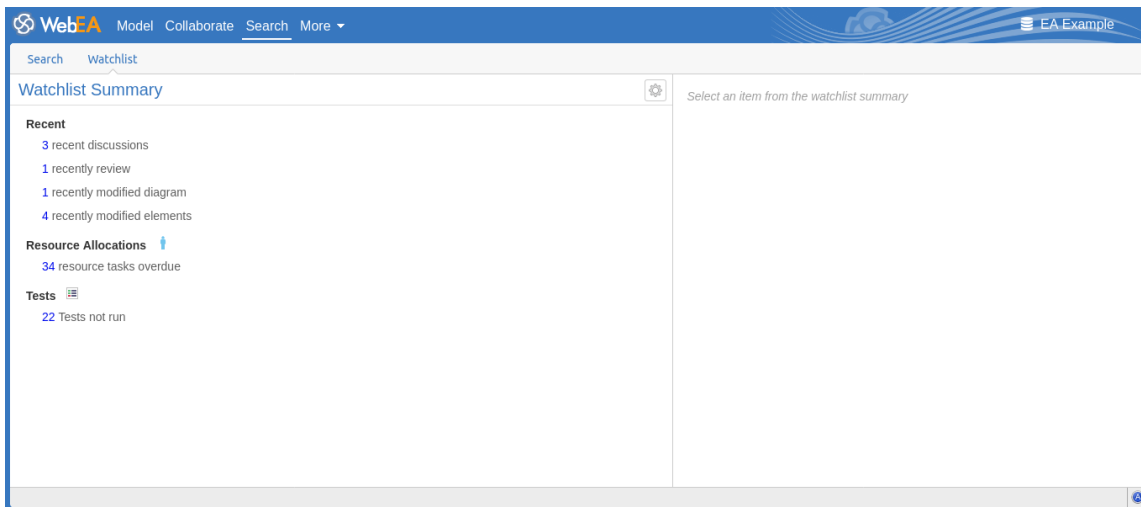 WebEA Model Collaborate Search More EA Example
Search Watchlist
Watchlist Summary
Select an item from the watchlist summary
Recent
3 recent discussions
1 recently review
1 recently modified diagram
4 recently modified elements
Resource Allocations
34 resource tasks overdue
Tests
22 Tests not run